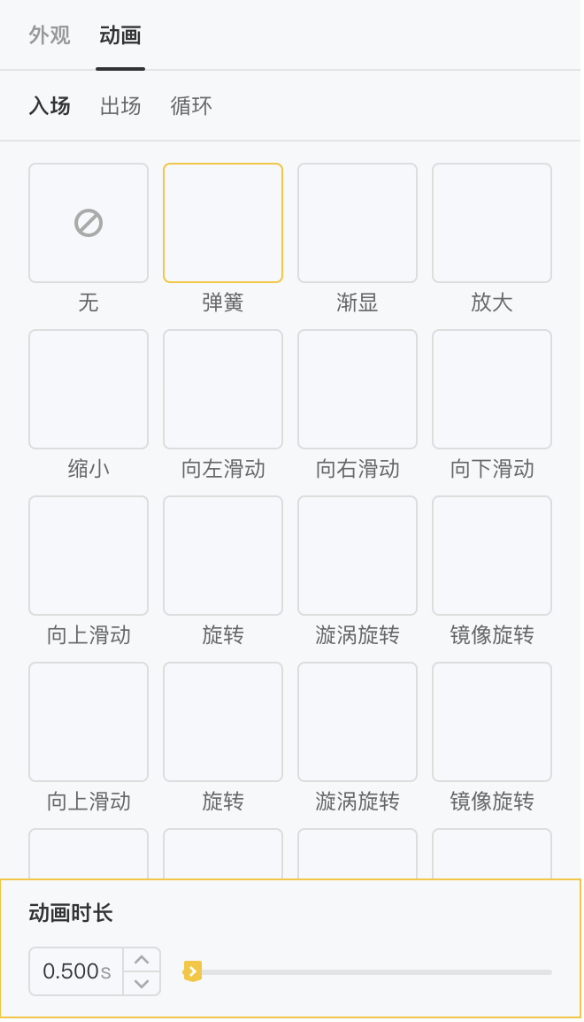 外观 动画
入场 出场 循环
无 弹簧 渐显 放大
缩小 向左滑动 向右滑动 向下滑动
向上滑动 旋转 漩涡旋转 镜像旋转
向上滑动 旋转 漩涡旋转 镜像旋转
动画时长
0.500s